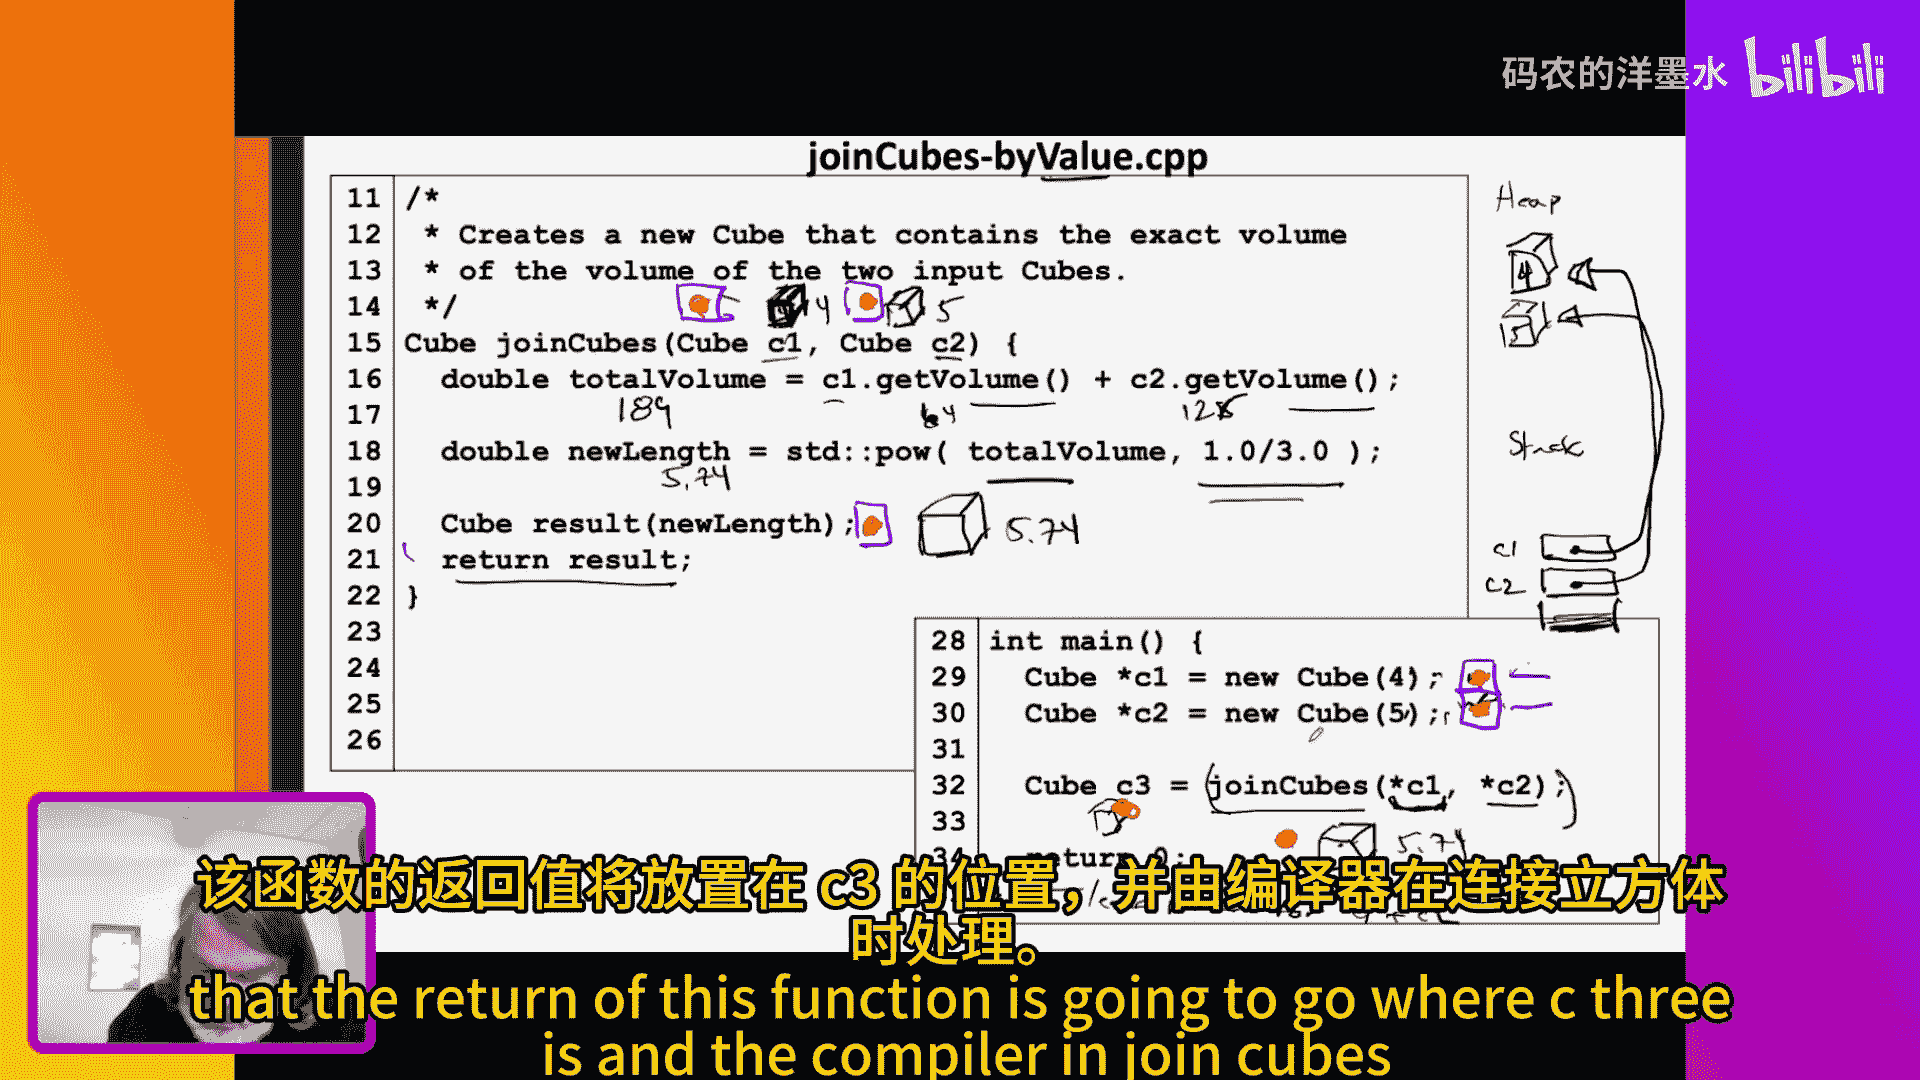 码农的洋墨水 bilibili
joinCubes-byValue.cpp
11 /*
12 * Creates a new Cube that contains the exact volume
13 * of the volume of the two input Cubes.
14 */
4 5
15 Cube joinCubes(Cube c1, Cube c2) {
16 double totalVolume = c1.getVolume() + c2.getVolume();
17
189 64 125
18 double newLength = std::pow( totalVolume, 1.0/3.0 );
5.74
19
20 Cube result(newLength);
5.74
21 return result;
22 }
23
24
25
26
Heap
4
5
Stack
c1
c2
28 int main() {
29 Cube *c1 = new Cube(4);
30 Cube *c2 = new Cube(5);
31
32 Cube c3 = joinCubes(*c1, *c2);
33
5.74
34 return 0;
该函数的返回值将放置在 c3 的位置，并由编译器在连接立方体
时处理。
that the return of this function is going to go where c three
is and the compiler in join cubes